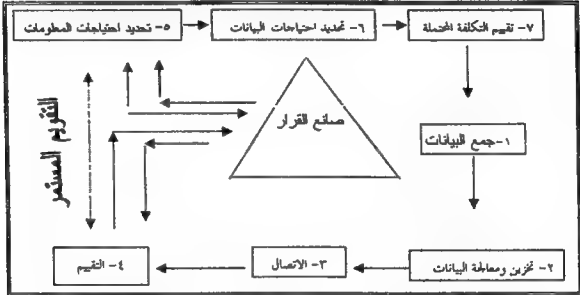 ٧- تقييم التكلفة المحتملة
٦- تحديد احتياجات البيانات
٥- تحديد احتياجات المعلومات
صانع القرار
التقويم المستمر
١-جمع البيانات
٢- تخزين ومعالجة البيانات
٣- الاتصال
٤- التقييم